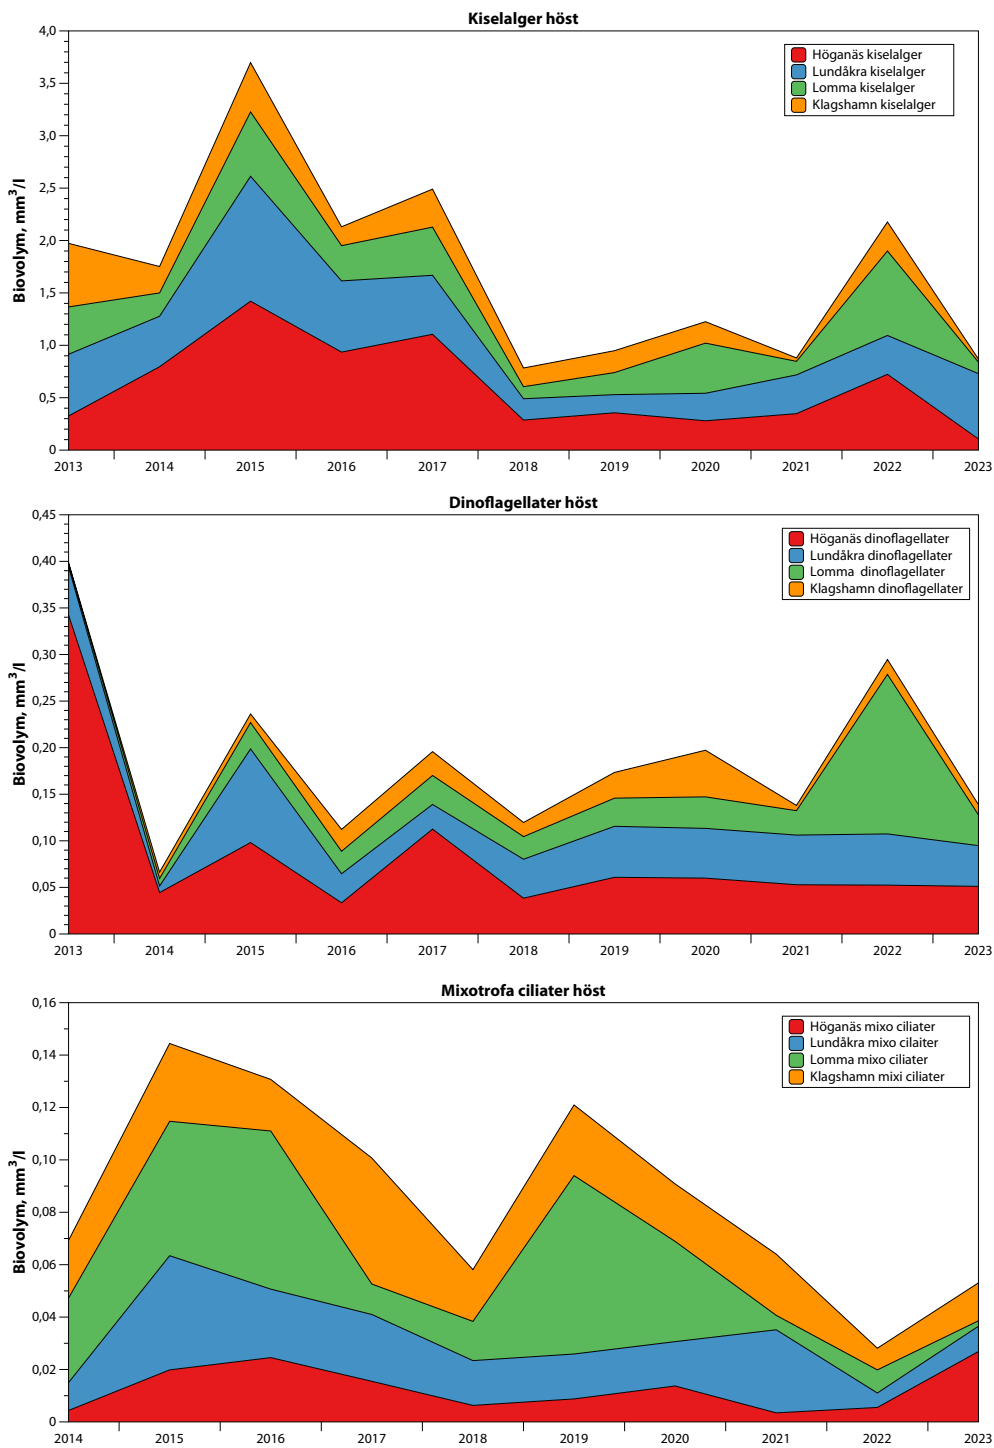 Kiselalger höst
4,0
3,5
3,0
2,5
2,0
1,5
1,0
0,5
0
Biovolym, mm³/l
Höganäs kiselalger
Lundåkra kiselalger
Lomma kiselalger
Klagshamn kiselalger
2013 2014 2015 2016 2017 2018 2019 2020 2021 2022 2023
Dinoflagellater höst
0,45
0,40
0,35
0,30
0,25
0,20
0,15
0,10
0,05
0
Biovolym, mm³/l
Höganäs dinoflagellater
Lundåkra dinoflagellater
Lomma dinoflagellater
Klagshamn dinoflagellater
2013 2014 2015 2016 2017 2018 2019 2020 2021 2022 2023
Mixotrofa ciliater höst
0,16
0,14
0,12
0,10
0,08
0,06
0,04
0,02
0
Biovolym, mm³/l
Höganäs mixo ciliater
Lundåkra mixo cilaiter
Lomma mixo ciliater
Klagshamn mixi ciliater
2014 2015 2016 2017 2018 2019 2020 2021 2022 2023